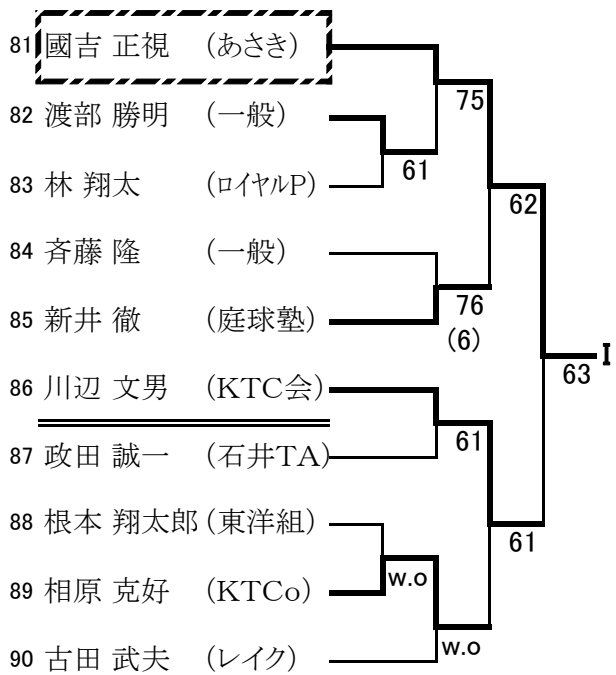 81 國吉 正視 (あさき)
75
82 渡部 勝明 (一般)
61
83 林 翔太 (ロイヤルP)
62
84 斉藤 隆 (一般)
76
(6)
85 新井 徹 (庭球塾)
63 I
86 川辺 文男 (KTC会)
61
87 政田 誠一 (石井TA)
88 根本 翔太郎 (東洋組)
61
w.o
89 相原 克好 (KTCo)
w.o
90 古田 武夫 (レイク)